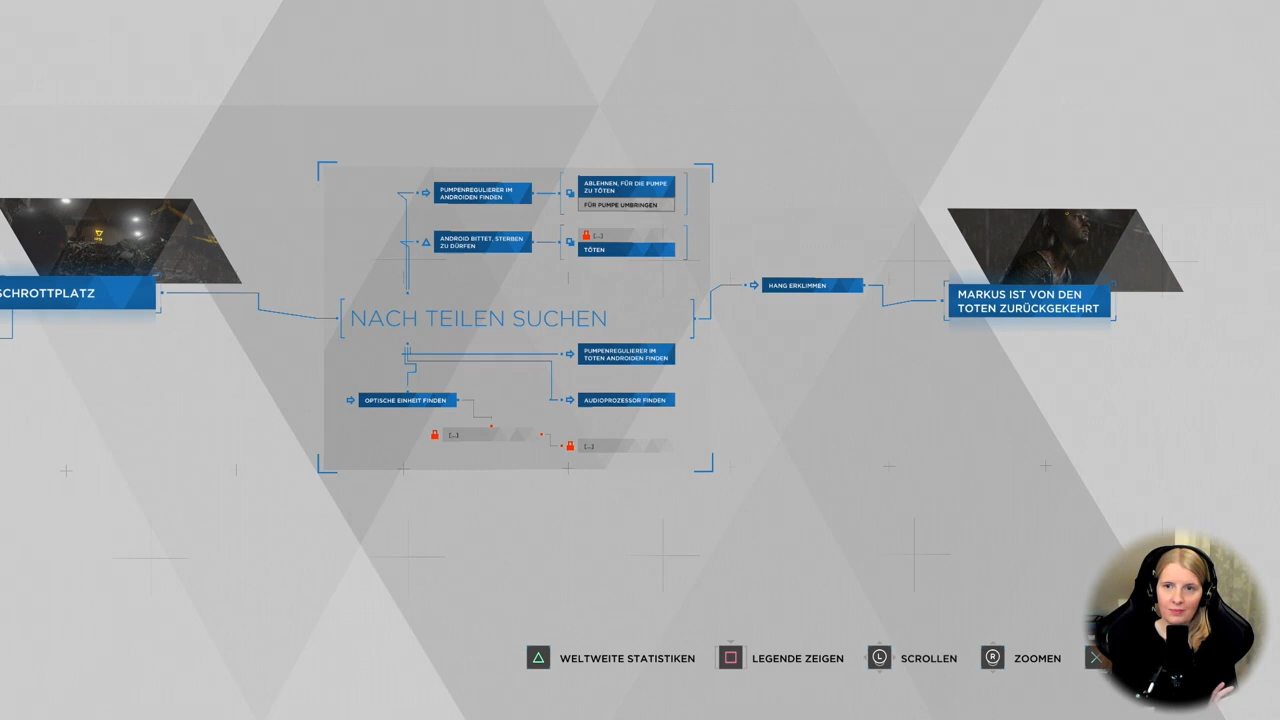 PUMPENREGULIERER IM
ANDROIDEN FINDEN
ABLEHNEN, FÜR DIE PUMPE
ZU TÖTEN
FÜR PUMPE UMBRINGEN
ANDROID BITTET, STERBEN
ZU DÜRFEN
[...]
TÖTEN
SCHROTTPLATZ
NACH TEILEN SUCHEN
HANG ERKLIMMEN
MARKUS IST VON DEN
TOTEN ZURÜCKGEKEHRT
PUMPENREGULIERER IM
TOTEN ANDROIDEN FINDEN
OPTISCHE EINHEIT FINDEN
AUDIOPROZESSOR FINDEN
[...]
[...]
WELTWEITE STATISTIKEN
LEGENDE ZEIGEN
L
SCROLLEN
R
ZOOMEN